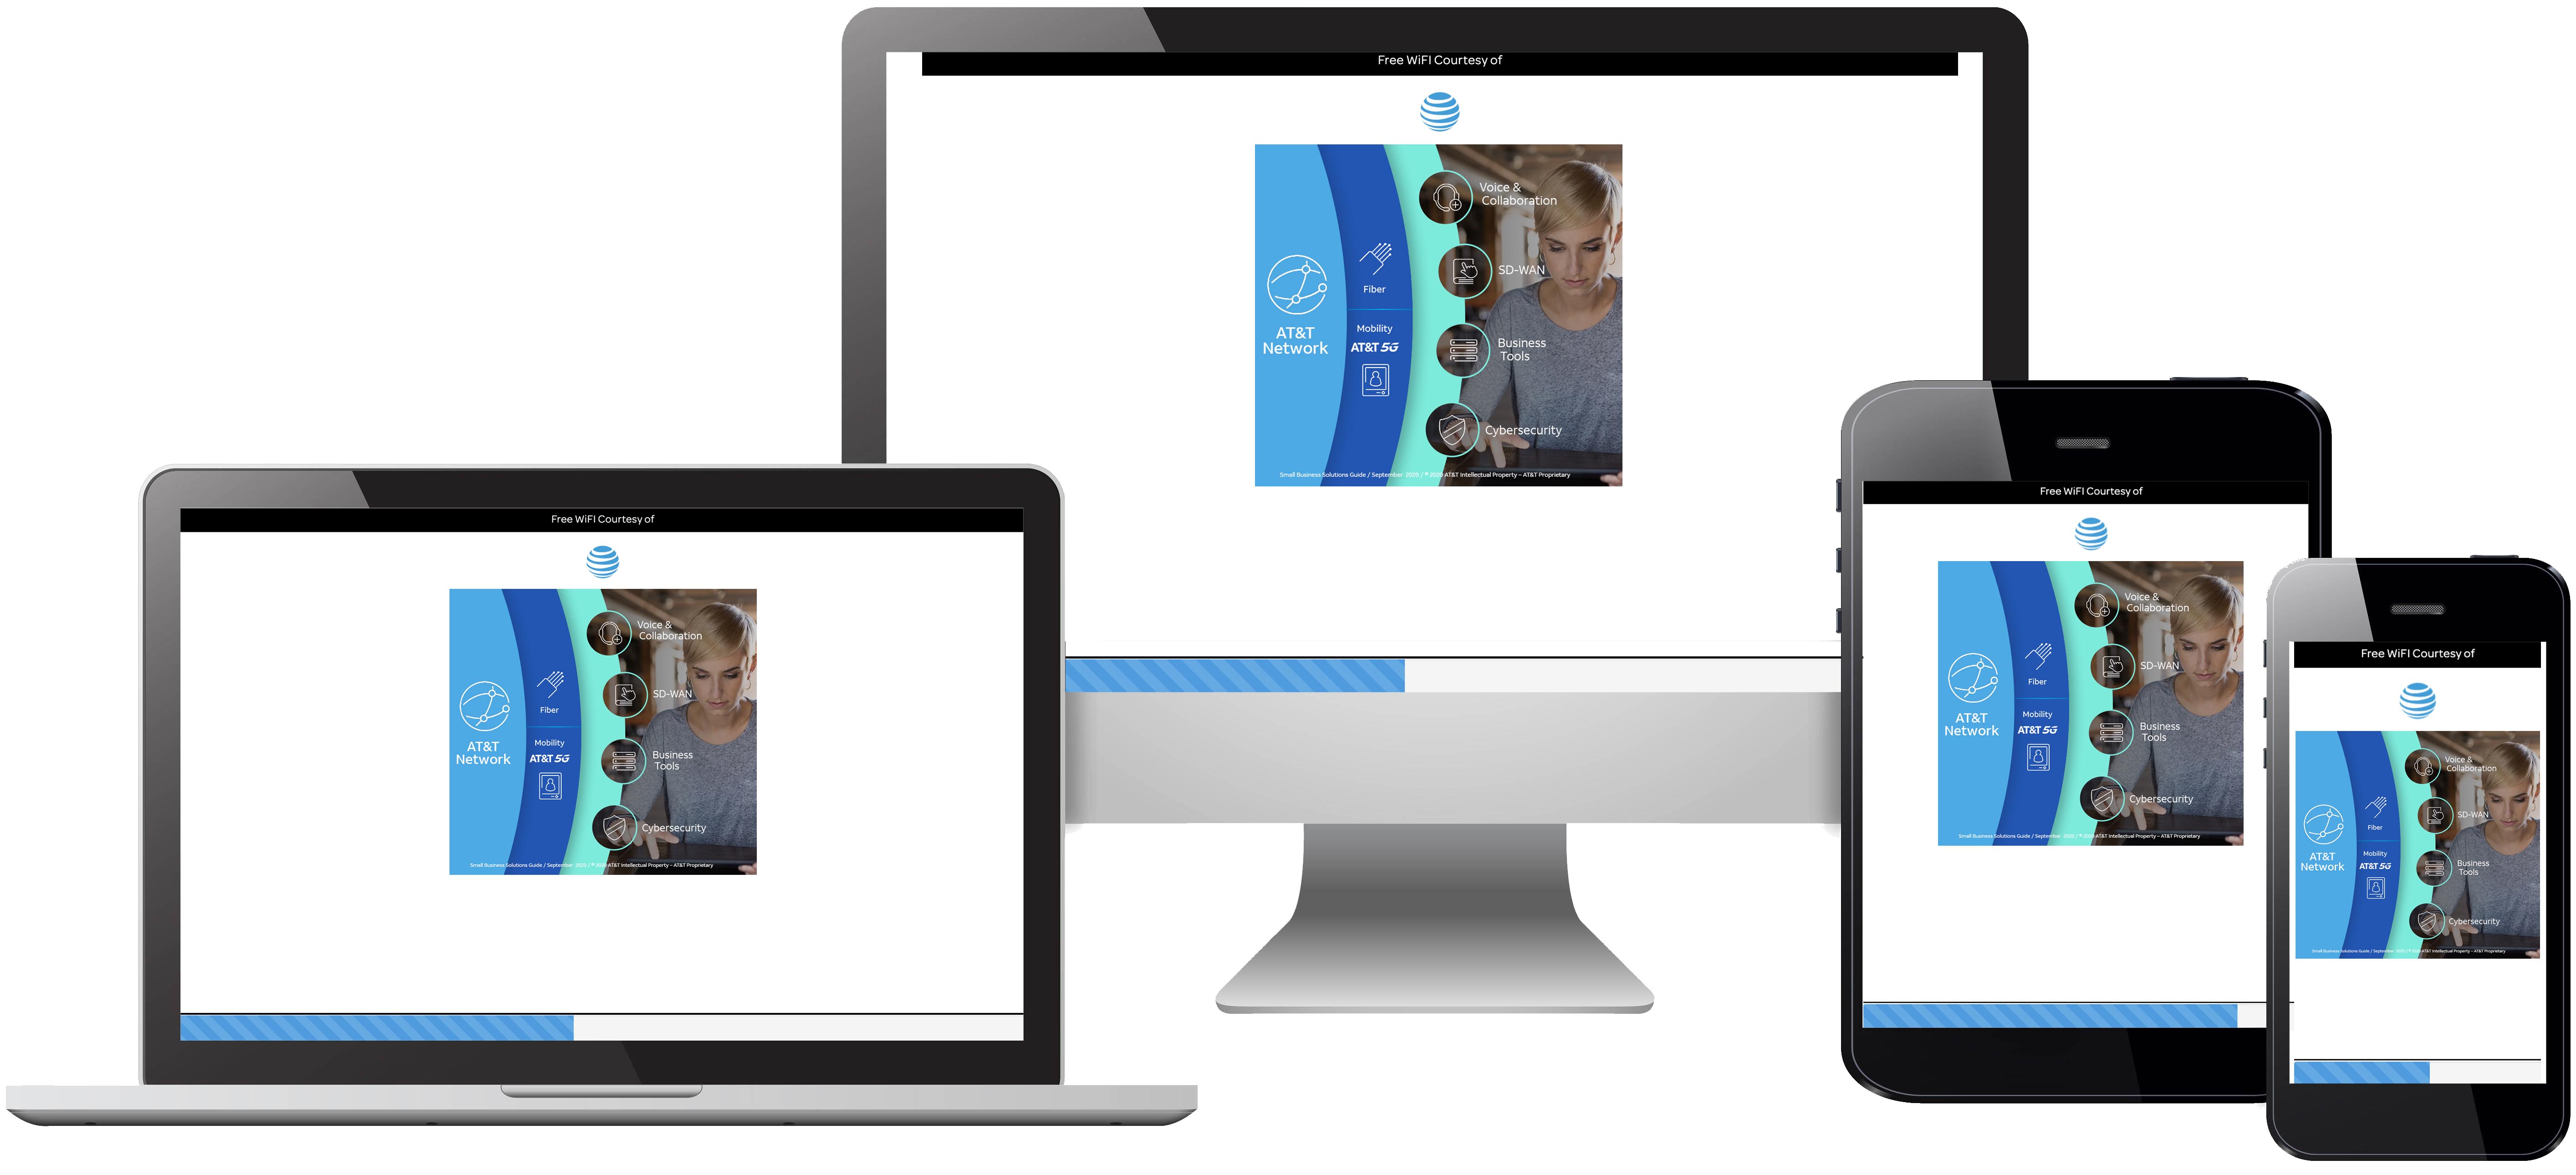 Free WiFI Courtesy of
Voice &
Collaboration
SD-WAN
Fiber
AT&T
Network
Mobility
AT&T 5G
Business
Tools
Cybersecurity
Small Business Solutions Guide / September 2020 / © 2020 AT&T Intellectual Property – AT&T Proprietary
Free WiFI Courtesy of
Voice &
Collaboration
SD-WAN
Fiber
AT&T
Network
Mobility
AT&T 5G
Business
Tools
Cybersecurity
Small Business Solutions Guide / September 2020 / © 2020 AT&T Intellectual Property – AT&T Proprietary
Free WiFI Courtesy of
Voice &
Collaboration
SD-WAN
Fiber
AT&T
Network
Mobility
AT&T 5G
Business
Tools
Cybersecurity
Small Business Solutions Guide / September 2020 / © 2020 AT&T Intellectual Property – AT&T Proprietary
Free WiFI Courtesy of
Voice &
Collaboration
SD-WAN
Fiber
AT&T
Network
Mobility
AT&T 5G
Business
Tools
Cybersecurity
Small Business Solutions Guide / September 2020 / © 2020 AT&T Intellectual Property – AT&T Proprietary